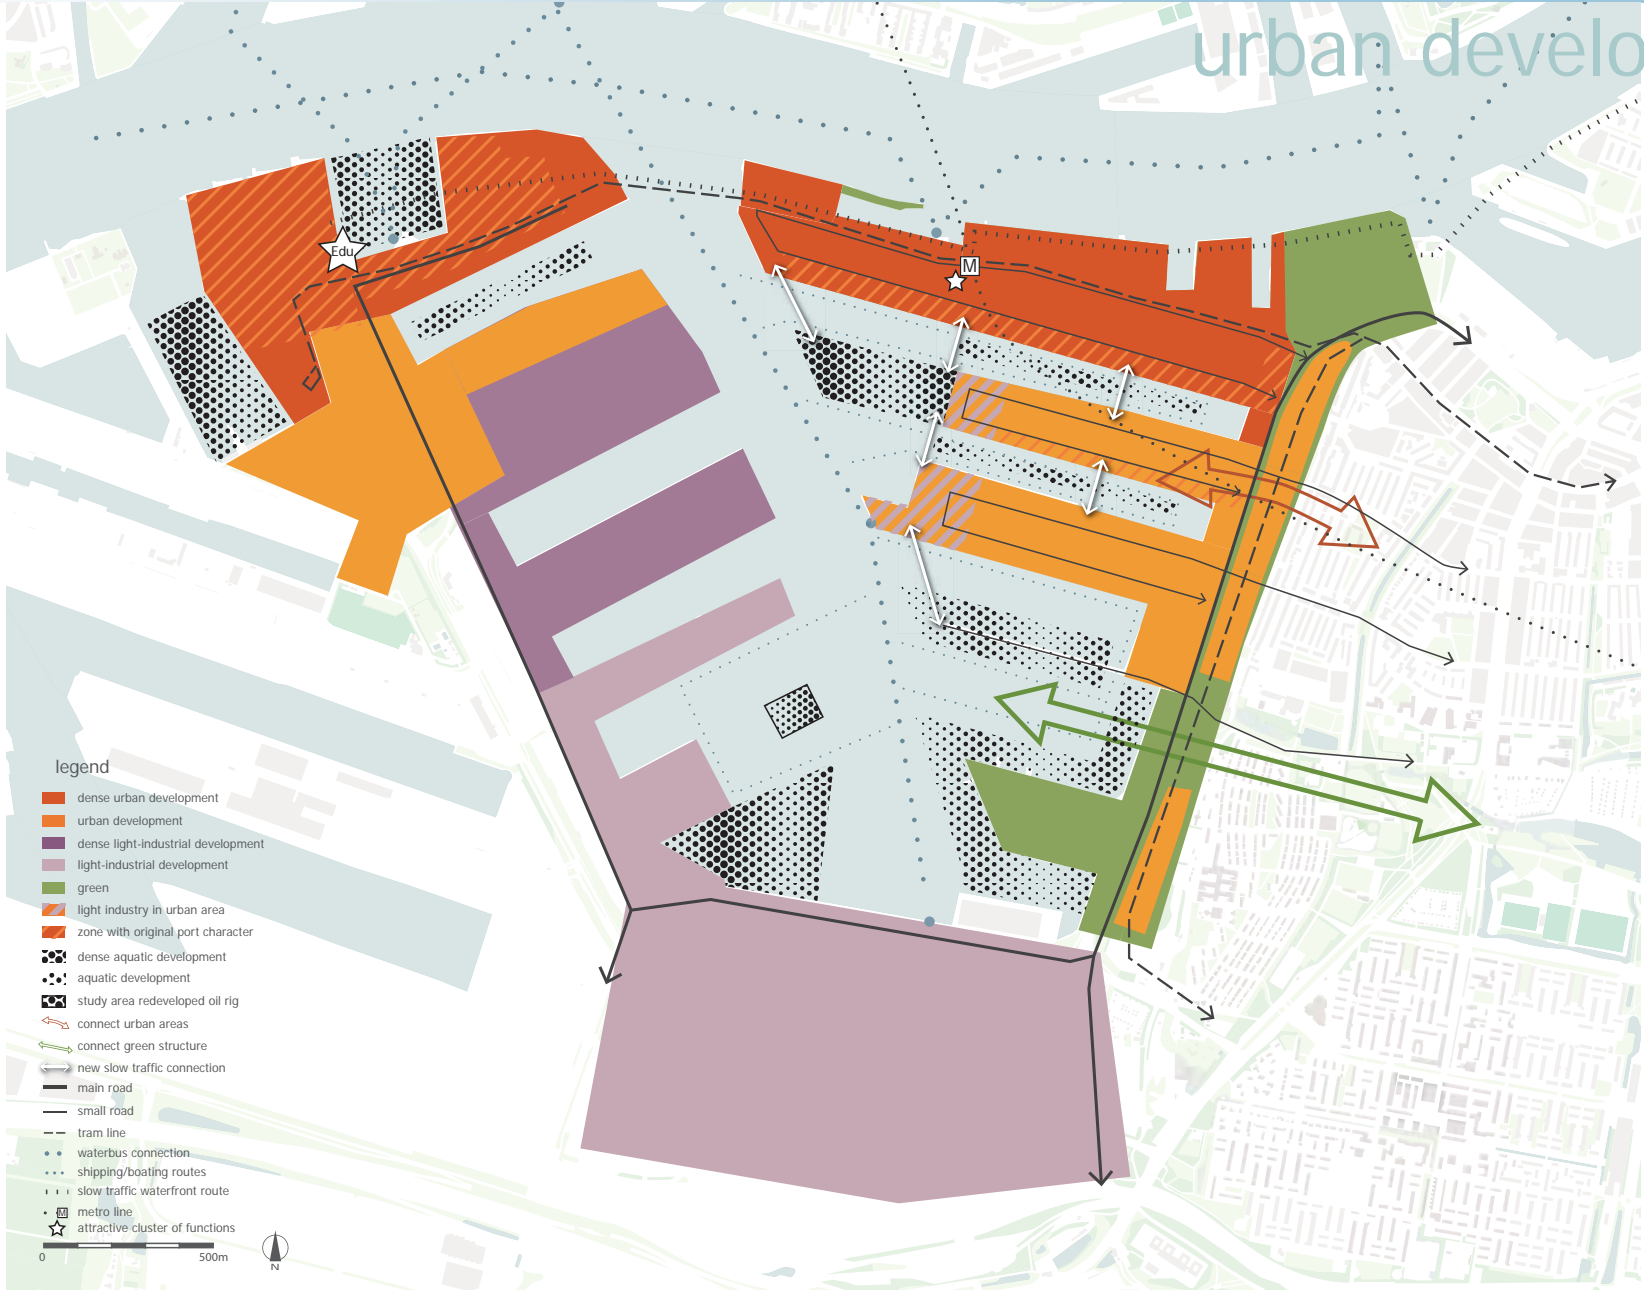 urban develo
Edu
M
legend
dense urban development
urban development
dense light-industrial development
light-industrial development
green
light industry in urban area
zone with original port character
dense aquatic development
aquatic development
study area redeveloped oil rig
connect urban areas
connect green structure
new slow traffic connection
main road
small road
tram line
waterbus connection
shipping/boating routes
slow traffic waterfront route
M metro line
attractive cluster of functions
0 500m
N